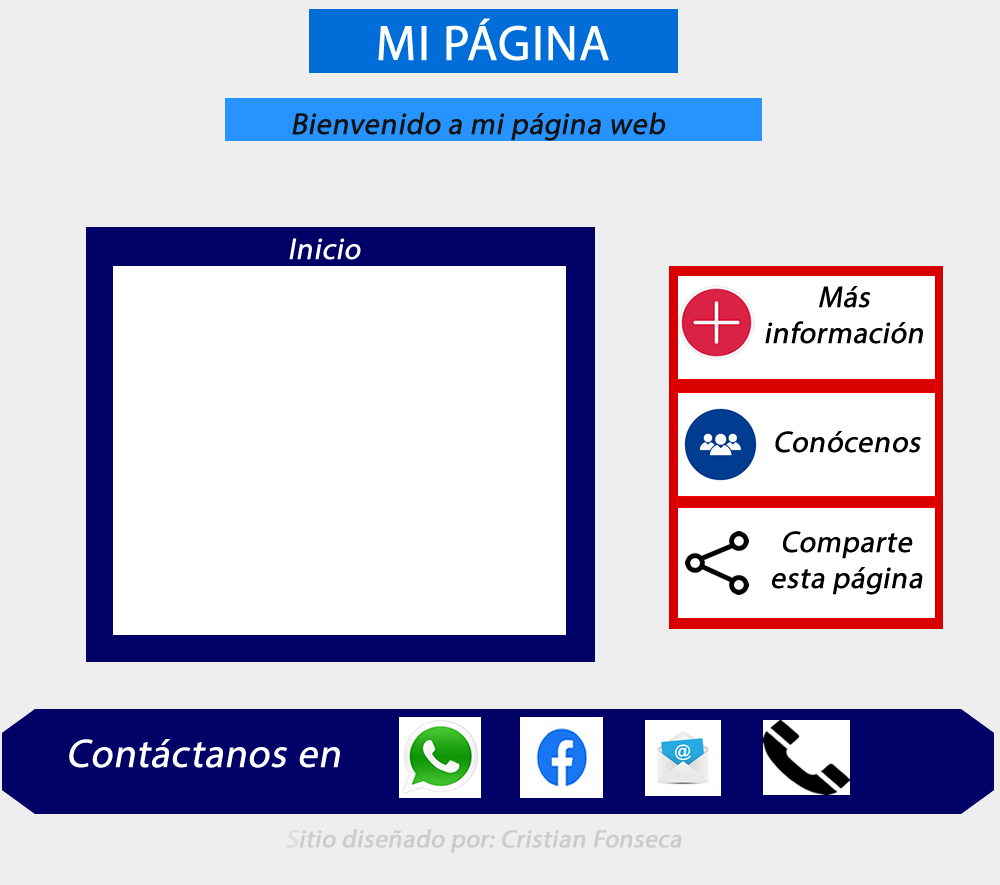 MI PÁGINA
Bienvenido a mi página web
Inicio
Más
información
Conócenos
Comparte
esta página
Contáctanos en
@
Sitio diseñado por: Cristian Fonseca